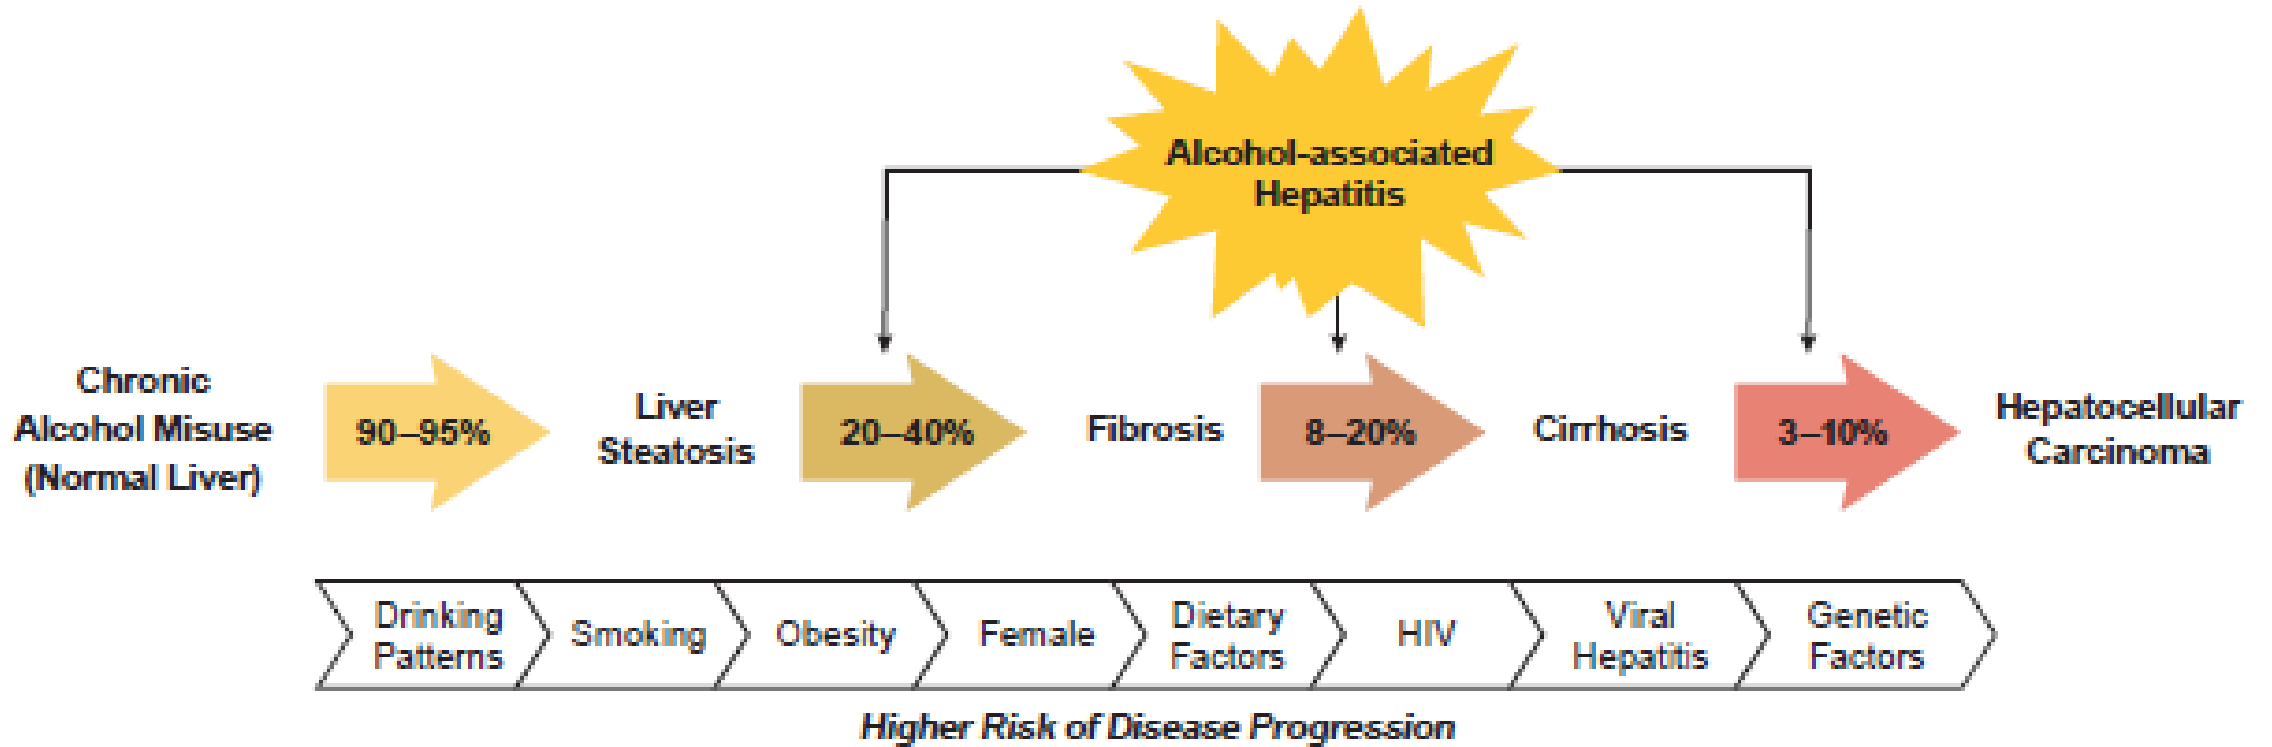 Alcohol-associated
Hepatitis
Chronic
Alcohol Misuse
(Normal Liver)
90–95%
Liver
Steatosis
20–40%
Fibrosis
8–20%
Cirrhosis
3–10%
Hepatocellular
Carcinoma
Drinking
Patterns
Smoking
Obesity
Female
Dietary
Factors
HIV
Viral
Hepatitis
Genetic
Factors
Higher Risk of Disease Progression